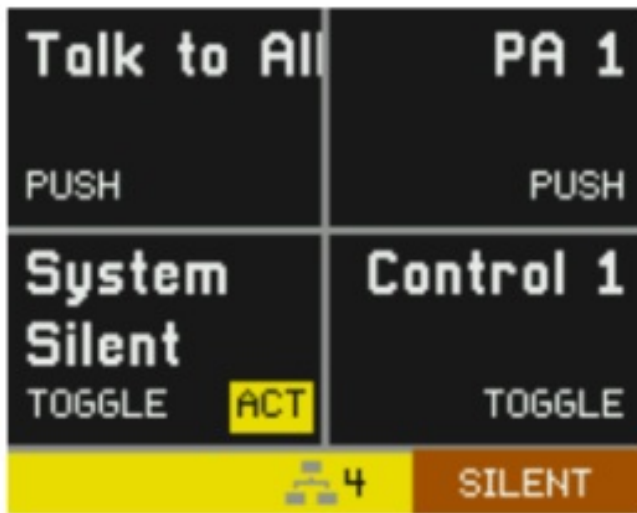 Talk to All
PA 1
PUSH
PUSH
System
Silent
TOGGLE
ACT
Control 1
TOGGLE
4
SILENT